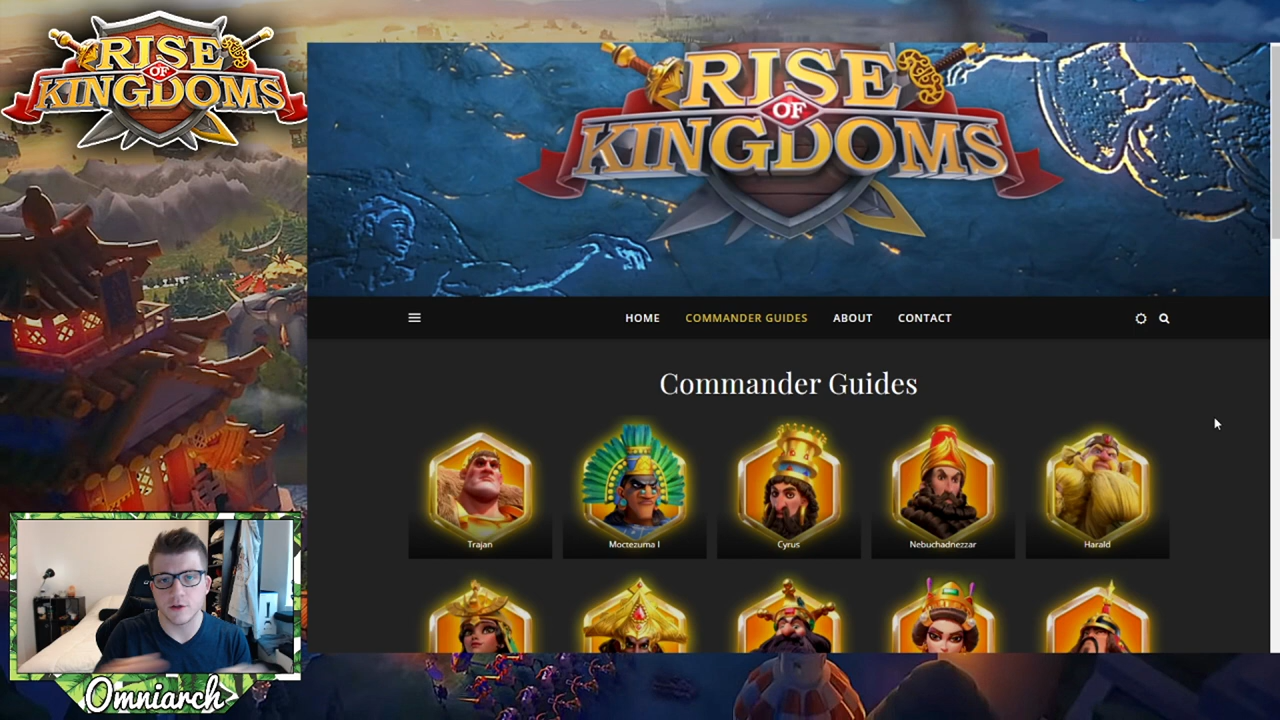 RISE
OF
KINGDOMS
RISE
OF
KINGDOMS
HOME COMMANDER GUIDES ABOUT CONTACT
Commander Guides
Trajan Moctezuma I Cyrus Nebuchadnezzar Harald
Omniarch